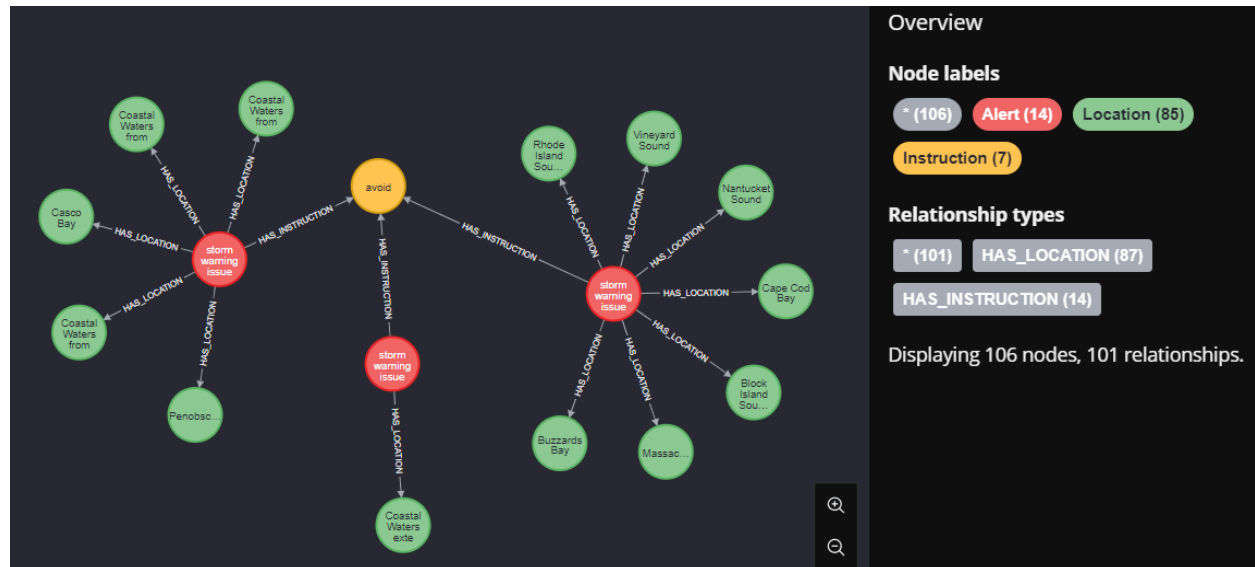 Coastal
Waters
from
HAS_LOCATION
Coastal
Waters
from
HAS_LOCATION
Casco
Bay
HAS_LOCATION
storm
warning
issue
HAS_INSTRUCTION
avoid
HAS_LOCATION
Coastal
Waters
from
HAS_LOCATION
Penobsc...
HAS_INSTRUCTION
storm
warning
issue
HAS_LOCATION
Coastal
Waters
exte
HAS_INSTRUCTION
Rhode
Island
Sou...
HAS_LOCATION
Vineyard
Sound
HAS_LOCATION
Nantucket
Sound
HAS_LOCATION
storm
warning
issue
HAS_LOCATION
Cape Cod
Bay
HAS_LOCATION
Block
Island
Sou...
HAS_LOCATION
Buzzards
Bay
HAS_LOCATION
Massac...
Overview
Node labels
* (106) Alert (14) Location (85)
Instruction (7)
Relationship types
* (101) HAS_LOCATION (87)
HAS_INSTRUCTION (14)
Displaying 106 nodes, 101 relationships.